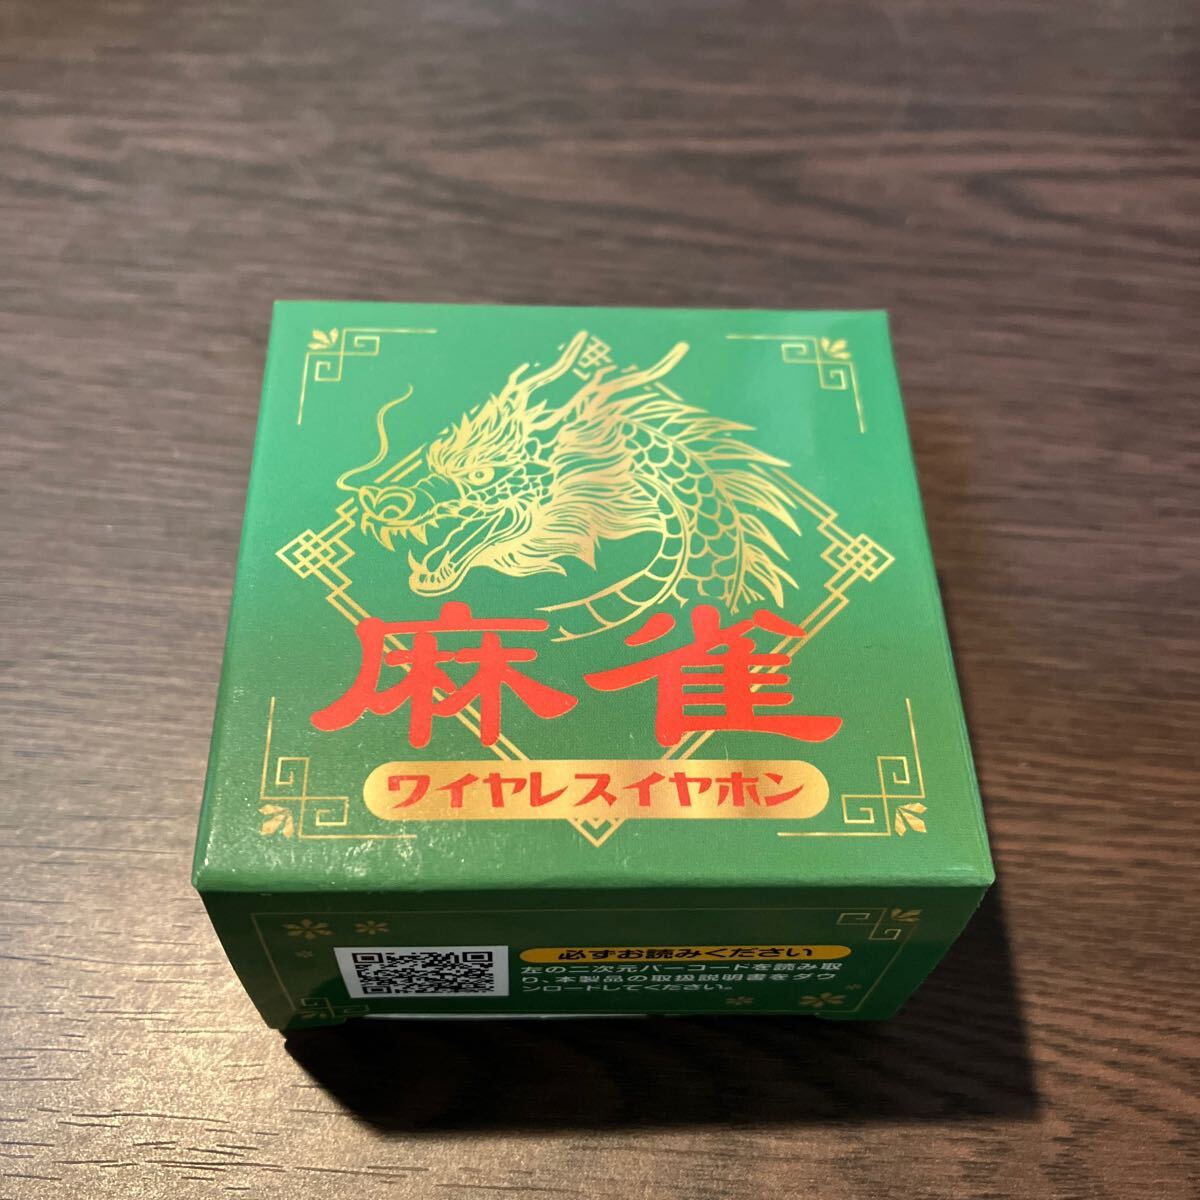 麻雀
ワイヤレスイヤホン
必ずお読みください
左の二次元バーコードを読み取
り、本製品の取扱説明書をダウ
ンロードしてください。